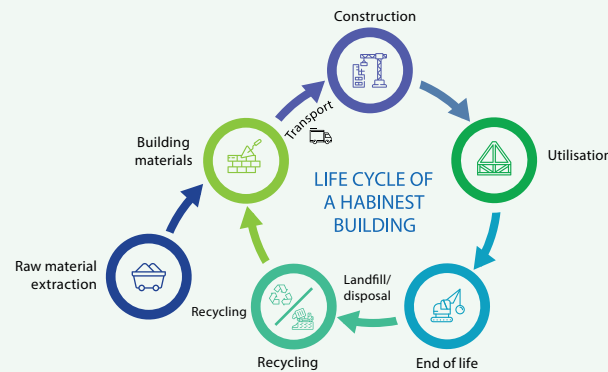 Construction
Transport
Building
materials
Utilisation
LIFE CYCLE OF
A HABINEST
BUILDING
Raw material
extraction
Landfill/
disposal
Recycling
Recycling
End of life